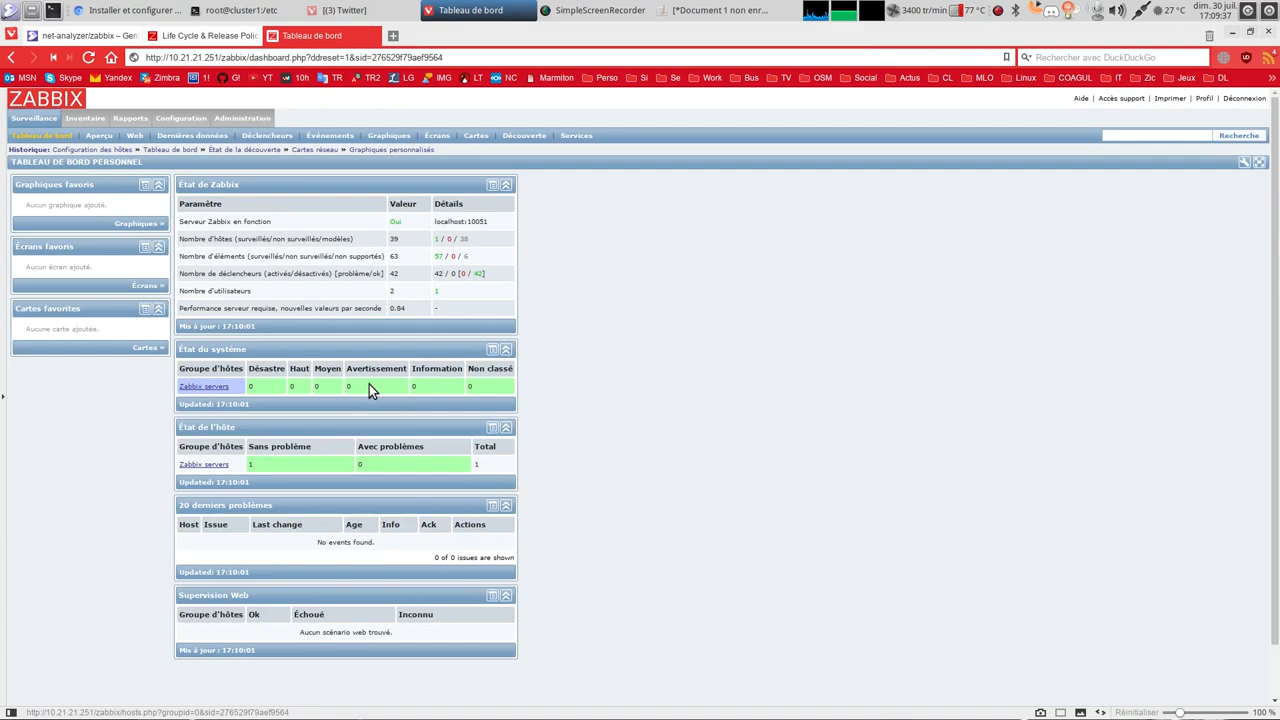 Installer et configurer ...
root@cluster1:/etc
[(3) Twitter]
Tableau de bord
SimpleScreenRecorder
[*Document 1 non enr...
3400 tr/min
77 °C
27 °C
dim. 30 juil.
17:09:37
net-analyzer/zabbix – Gen
Life Cycle & Release Poli
Tableau de bord
http://10.21.21.251/zabbix/dashboard.php?ddreset=1&sid=276529f79aef9564
Rechercher avec DuckDuckGo
MSN Skype Yandex Zimbra 1! G! YT 10h TR TR2 LG IMG LT NC Marmiton Perso Si Se Work Bus TV OSM Social Actus CL MLO Linux COAGUL IT Zic Jeux DL
ZABBIX
Aide | Accès support | Imprimer | Profil | Déconnexion
Surveillance Inventaire Rapports Configuration Administration
Tableau de bord Aperçu Web Dernières données Déclencheurs Événements Graphiques Écrans Cartes Découverte Services
Recherche
Historique: Configuration des hôtes » Tableau de bord » État de la découverte » Cartes réseau » Graphiques personnalisés
TABLEAU DE BORD PERSONNEL
Graphiques favoris
Aucun graphique ajouté.
Graphiques »
Écrans favoris
Aucun écran ajouté.
Écrans »
Cartes favorites
Aucune carte ajoutée.
Cartes »
État de Zabbix
Paramètre Valeur Détails
Serveur Zabbix en fonction Oui localhost:10051
Nombre d'hôtes (surveillés/non surveillés/modèles) 39 1 / 0 / 38
Nombre d'éléments (surveillés/non surveillés/non supportés) 63 57 / 0 / 6
Nombre de déclencheurs (activés/désactivés) [problème/ok] 42 42 / 0 [0 / 42]
Nombre d'utilisateurs 2 1
Performance serveur requise, nouvelles valeurs par seconde 0.84 -
Mis à jour : 17:10:01
État du système
Groupe d'hôtes Désastre Haut Moyen Avertissement Information Non classé
Zabbix servers 0 0 0 0 0 0
Updated: 17:10:01
État de l'hôte
Groupe d'hôtes Sans problème Avec problèmes Total
Zabbix servers 1 0 1
Updated: 17:10:01
20 derniers problèmes
Host Issue Last change Age Info Ack Actions
No events found.
0 of 0 issues are shown
Updated: 17:10:01
Supervision Web
Groupe d'hôtes Ok Échoué Inconnu
Aucun scénario web trouvé.
Mis à jour : 17:10:01
http://10.21.21.251/zabbix/hosts.php?groupid=0&sid=276529f79aef9564
Réinitialiser
100 %